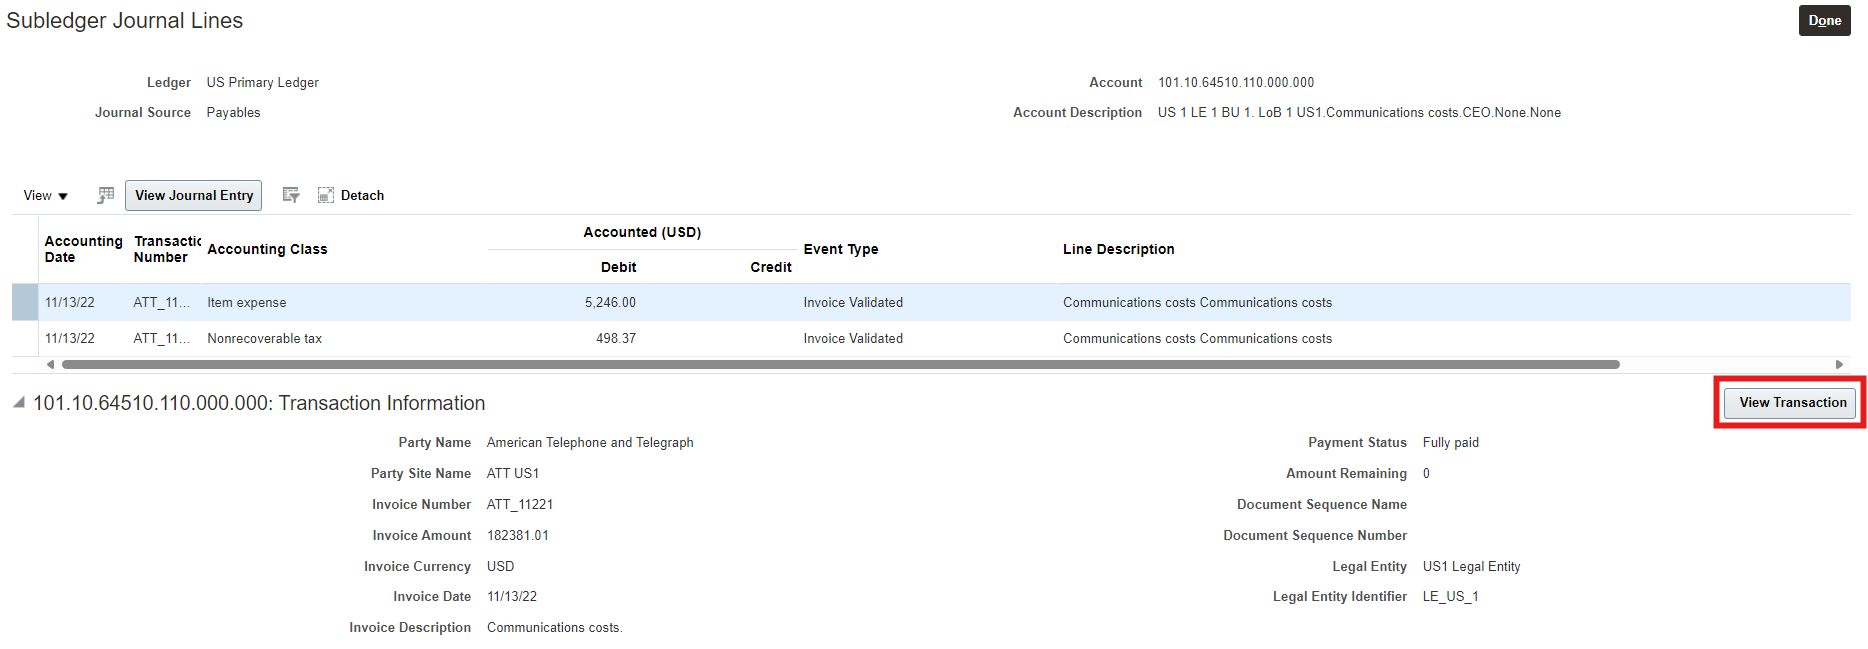 Subledger Journal Lines
Done
Ledger US Primary Ledger
Account 101.10.64510.110.000.000
Journal Source Payables
Account Description US 1 LE 1 BU 1. LoB 1 US1.Communications costs.CEO.None.None
View View Journal Entry Detach
Accounting Date Transactic Number Accounting Class Accounted (USD) Debit Credit Event Type Line Description
11/13/22 ATT_11... Item expense 5,246.00 Invoice Validated Communications costs Communications costs
11/13/22 ATT_11... Nonrecoverable tax 498.37 Invoice Validated Communications costs Communications costs
101.10.64510.110.000.000: Transaction Information
View Transaction
Party Name American Telephone and Telegraph
Payment Status Fully paid
Party Site Name ATT US1
Amount Remaining 0
Invoice Number ATT_11221
Document Sequence Name
Invoice Amount 182381.01
Document Sequence Number
Invoice Currency USD
Legal Entity US1 Legal Entity
Invoice Date 11/13/22
Legal Entity Identifier LE_US_1
Invoice Description Communications costs.